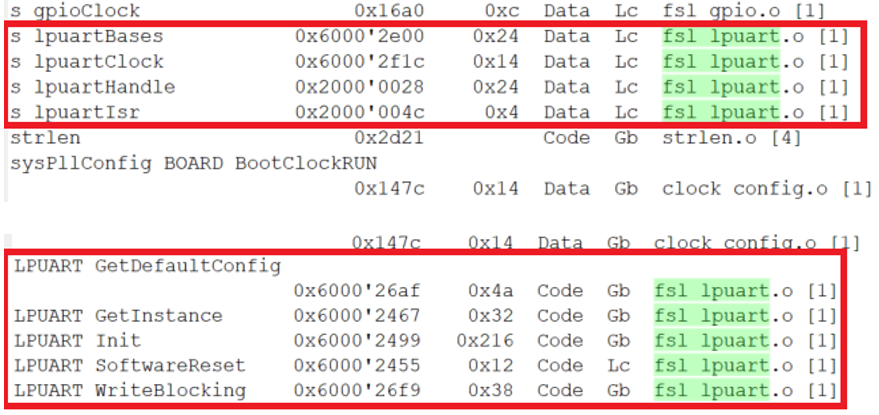 s gpioClock 0x16a0 0xc Data Lc fsl gpio.o [1]
s lpuartBases 0x6000'2e00 0x24 Data Lc fsl lpuart.o [1]
s lpuartClock 0x6000'2f1c 0x14 Data Lc fsl lpuart.o [1]
s lpuartHandle 0x2000'0028 0x24 Data Lc fsl lpuart.o [1]
s lpuartIsr 0x2000'004c 0x4 Data Lc fsl lpuart.o [1]
strlen 0x2d21 Code Gb strlen.o [4]
sysPllConfig BOARD BootClockRUN
0x147c 0x14 Data Gb clock config.o [1]
0x147c 0x14 Data Gb clock config.o [1]
LPUART GetDefaultConfig
0x6000'26af 0x4a Code Gb fsl lpuart.o [1]
LPUART GetInstance 0x6000'2467 0x32 Code Gb fsl lpuart.o [1]
LPUART Init 0x6000'2499 0x216 Code Gb fsl lpuart.o [1]
LPUART SoftwareReset 0x6000'2455 0x12 Code Lc fsl lpuart.o [1]
LPUART WriteBlocking 0x6000'26f9 0x38 Code Gb fsl lpuart.o [1]